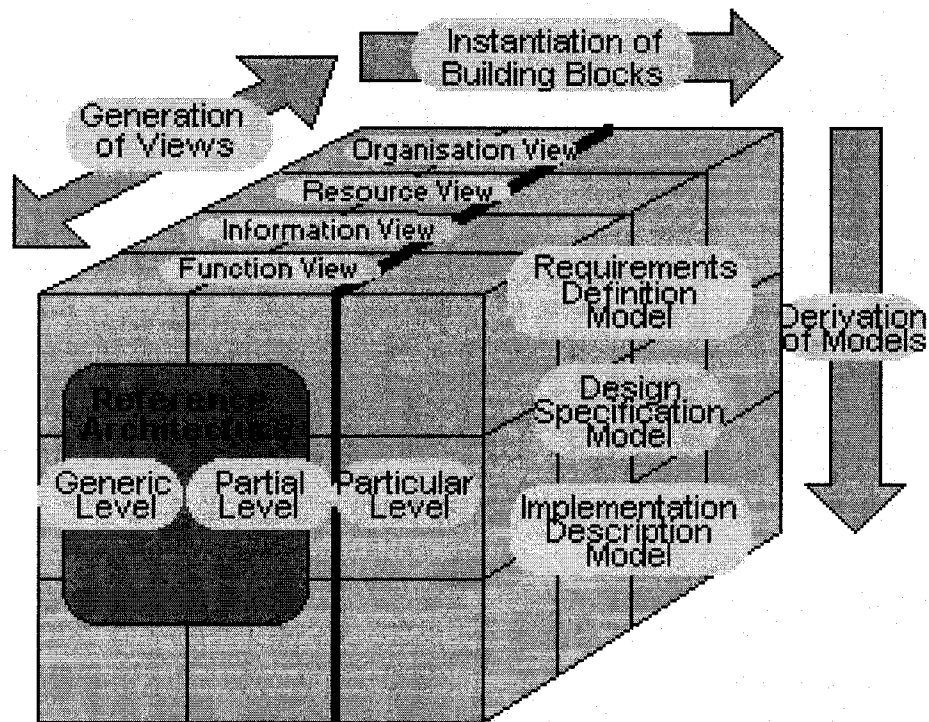 Instantiation of
Building Blocks
Generation
of Views
Organisation View
Resource View
Information View
Function View
Requirements
Definition
Model
Derivation
of Models
Reference
Architecture
Design
Specification
Model
Generic
Level
Partial
Level
Particular
Level
Implementation
Description
Model